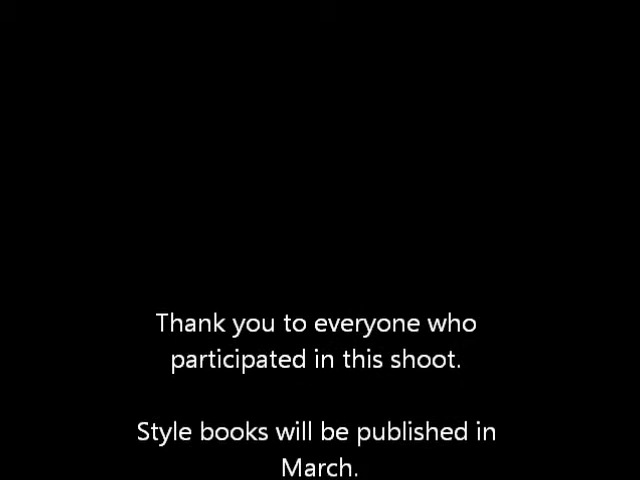 Thank you to everyone who
participated in this shoot.
Style books will be published in
March.